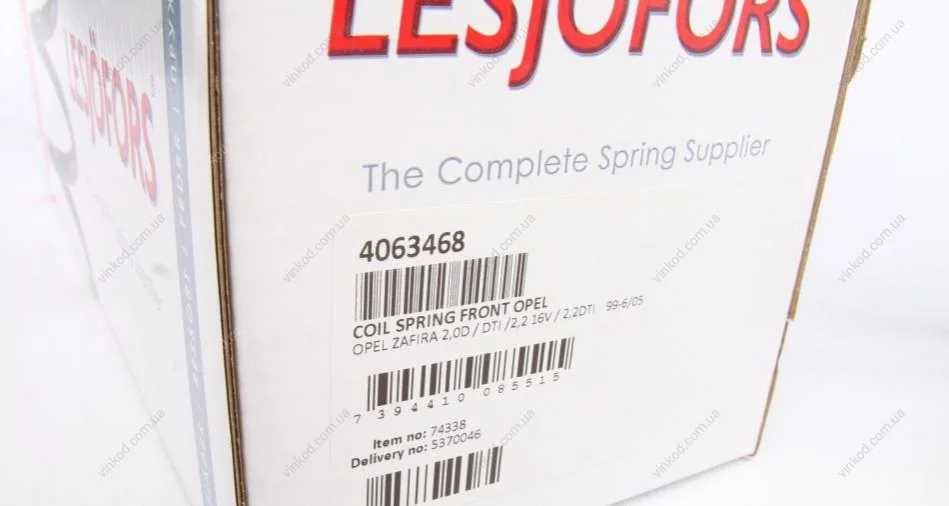 LESJÖFORS
The Complete Spring Supplier
4063468
COIL SPRING FRONT OPEL
OPEL ZAFIRA 2,0D / DTI /2,2 16V / 2,2DTI 99-6/05
7 394410 085515
Item no: 74338
Delivery no: 5370046
LESJÖFORS
FEDER
vinkod.com.ua